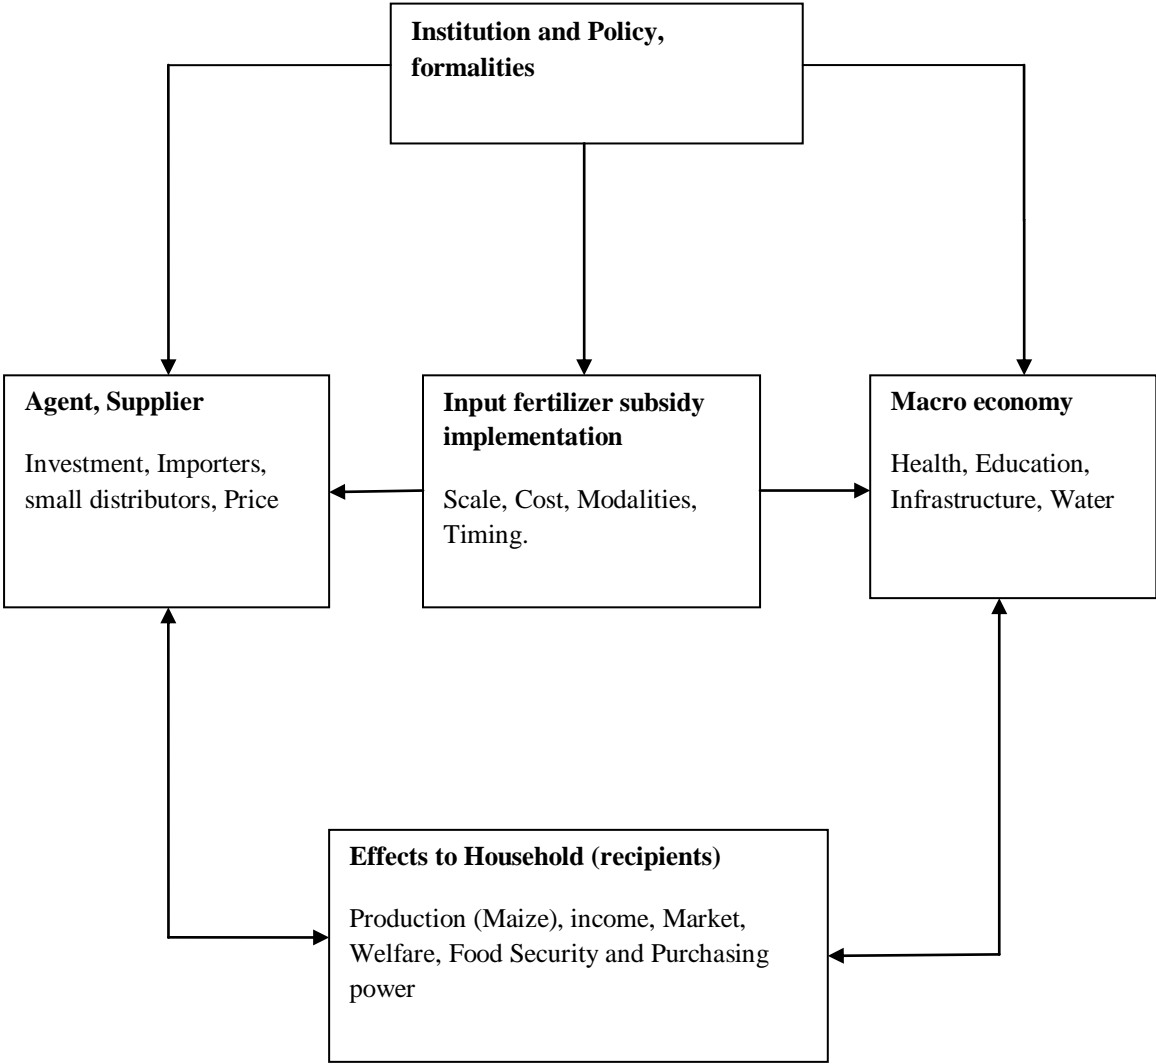 Institution and Policy,
formalities
Agent, Supplier
Investment, Importers,
small distributors, Price
Input fertilizer subsidy
implementation
Scale, Cost, Modalities,
Timing.
Macro economy
Health, Education,
Infrastructure, Water
Effects to Household (recipients)
Production (Maize), income, Market,
Welfare, Food Security and Purchasing
power